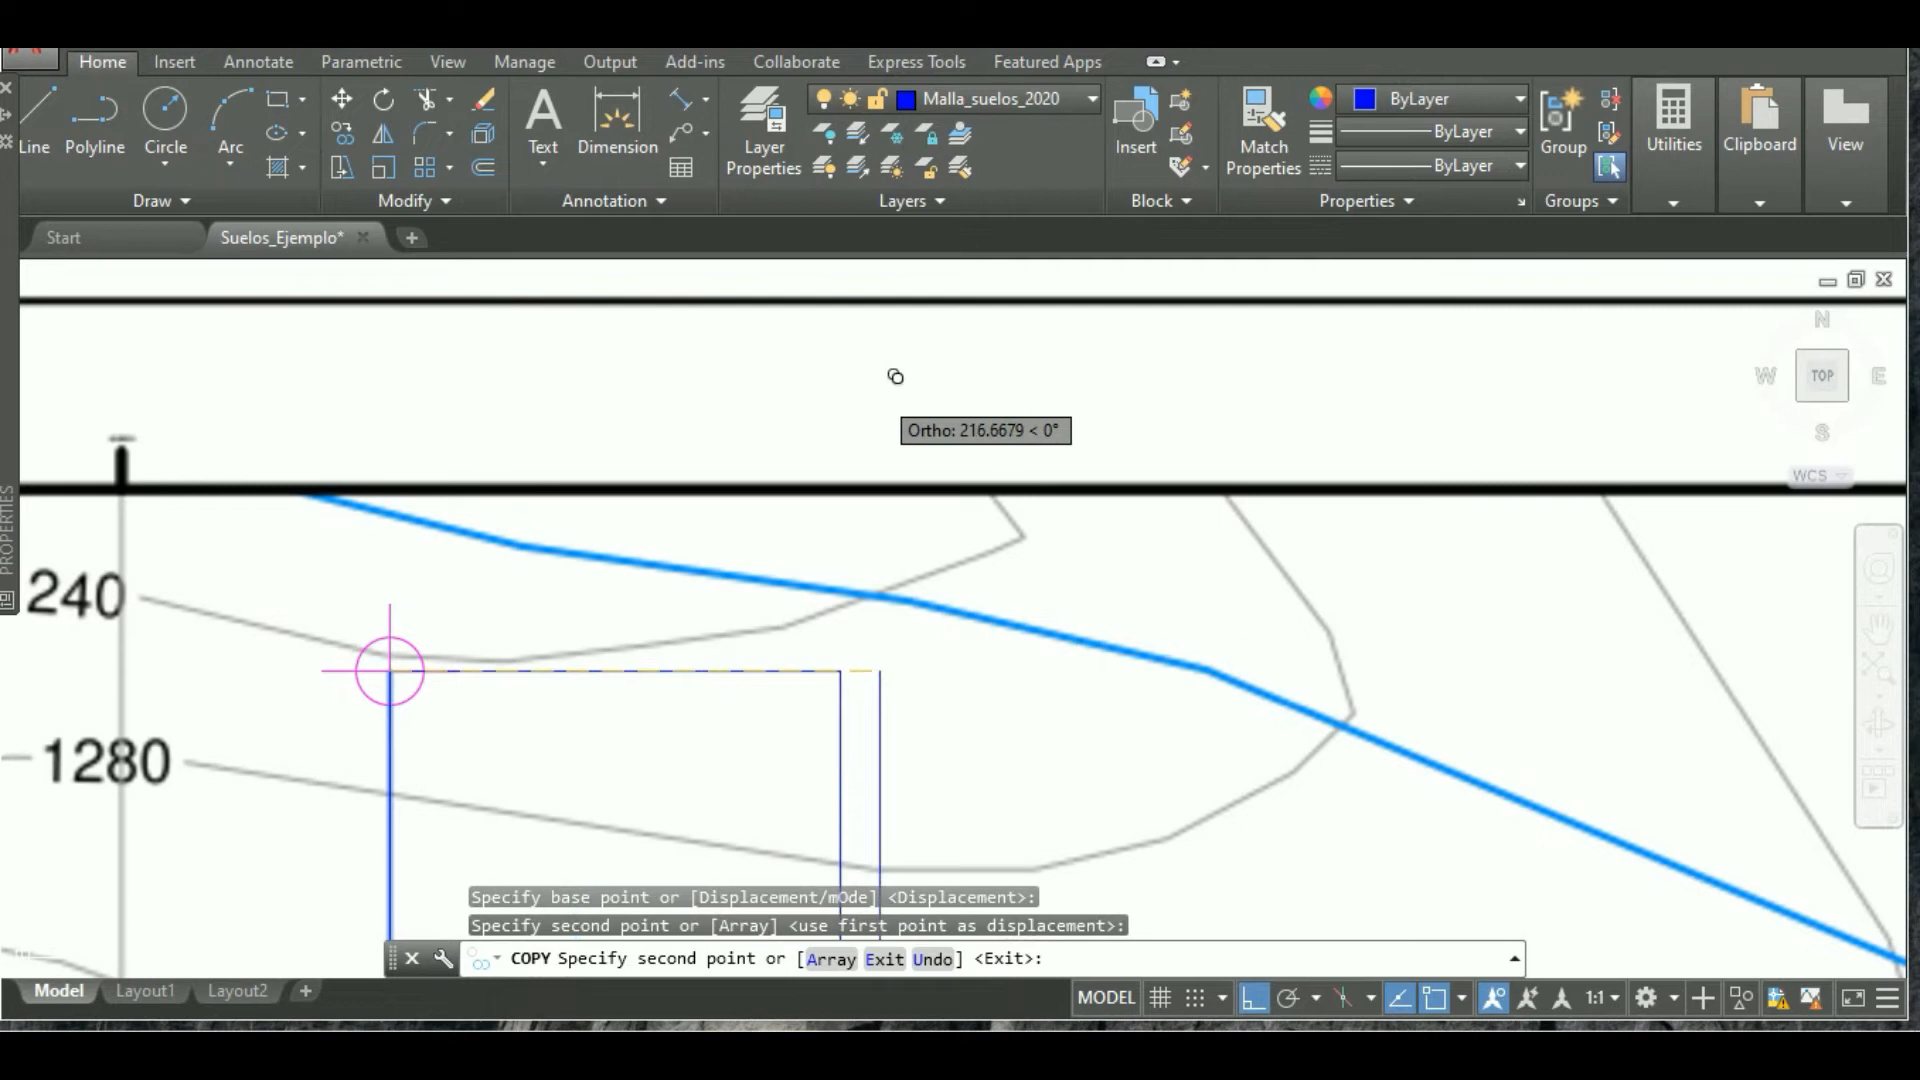 Home Insert Annotate Parametric View Manage Output Add-ins Collaborate Express Tools Featured Apps
Malla_suelos_2020
ByLayer
ByLayer
ByLayer
Line Polyline Circle Arc
Text Dimension
Layer
Properties
Insert
Match
Properties
Group
Utilities
Clipboard
View
Draw Modify Annotation Layers Block Properties Groups
Start Suelos_Ejemplo*
N
W TOP E
S
WCS
Ortho: 216.6679 < 0°
PROPERTIES
240
1280
Specify base point or [Displacement/mOde] <Displacement>:
Specify second point or [Array] <use first point as displacement>:
COPY Specify second point or [Array Exit Undo] <Exit>:
Model Layout1 Layout2
MODEL 1:1